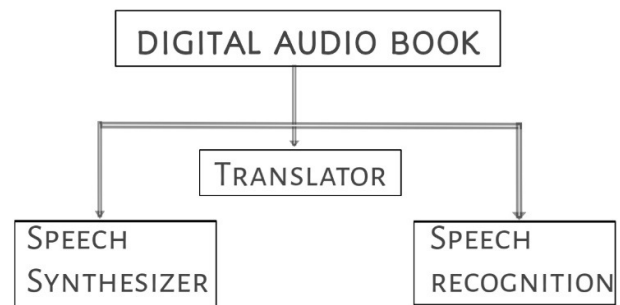 DIGITAL AUDIO BOOK
TRANSLATOR
SPEECH
SYNTHESIZER
SPEECH
RECOGNITION